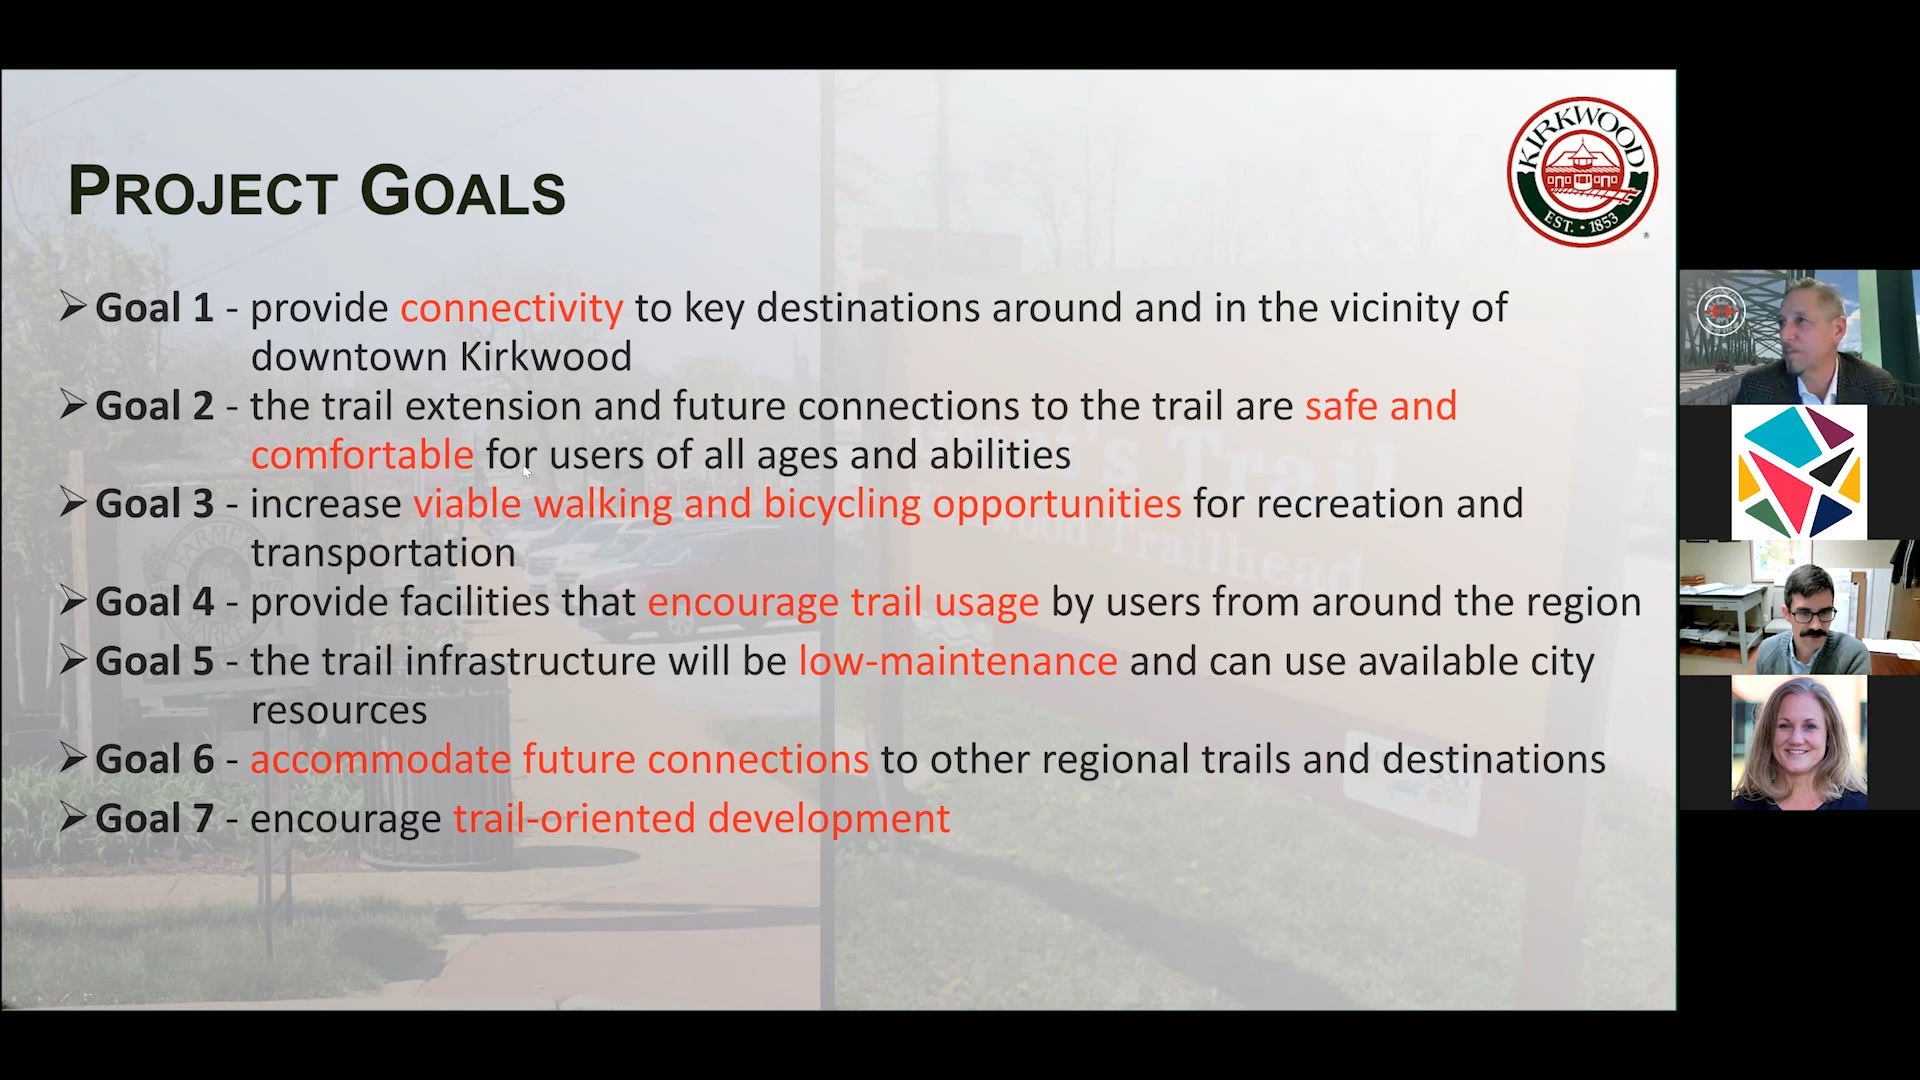 PROJECT GOALS
KIRKWOOD
EST. • 1853
®
➢ Goal 1 - provide connectivity to key destinations around and in the vicinity of
downtown Kirkwood
➢ Goal 2 - the trail extension and future connections to the trail are safe and
comfortable for users of all ages and abilities
➢ Goal 3 - increase viable walking and bicycling opportunities for recreation and
transportation
➢ Goal 4 - provide facilities that encourage trail usage by users from around the region
➢ Goal 5 - the trail infrastructure will be low-maintenance and can use available city
resources
➢ Goal 6 - accommodate future connections to other regional trails and destinations
➢ Goal 7 - encourage trail-oriented development
Trail
Trailhead